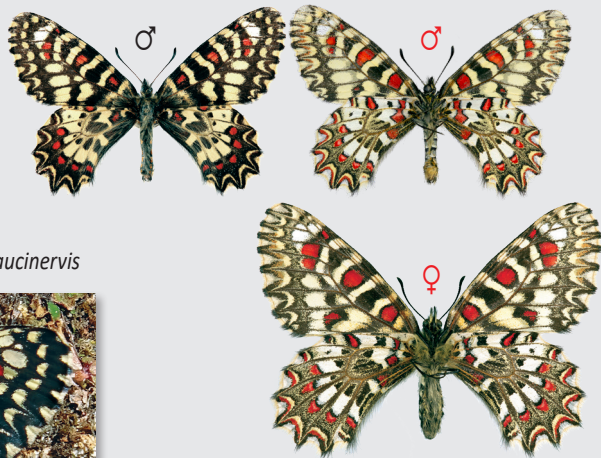 ♂ ♂
aucinervis
♀